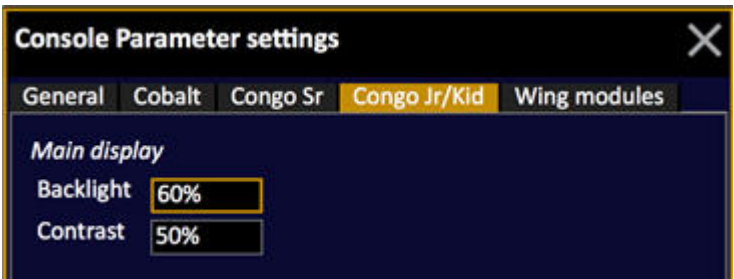 Console Parameter settings
General Cobalt Congo Sr Congo Jr/Kid Wing modules
Main display
Backlight 60%
Contrast 50%